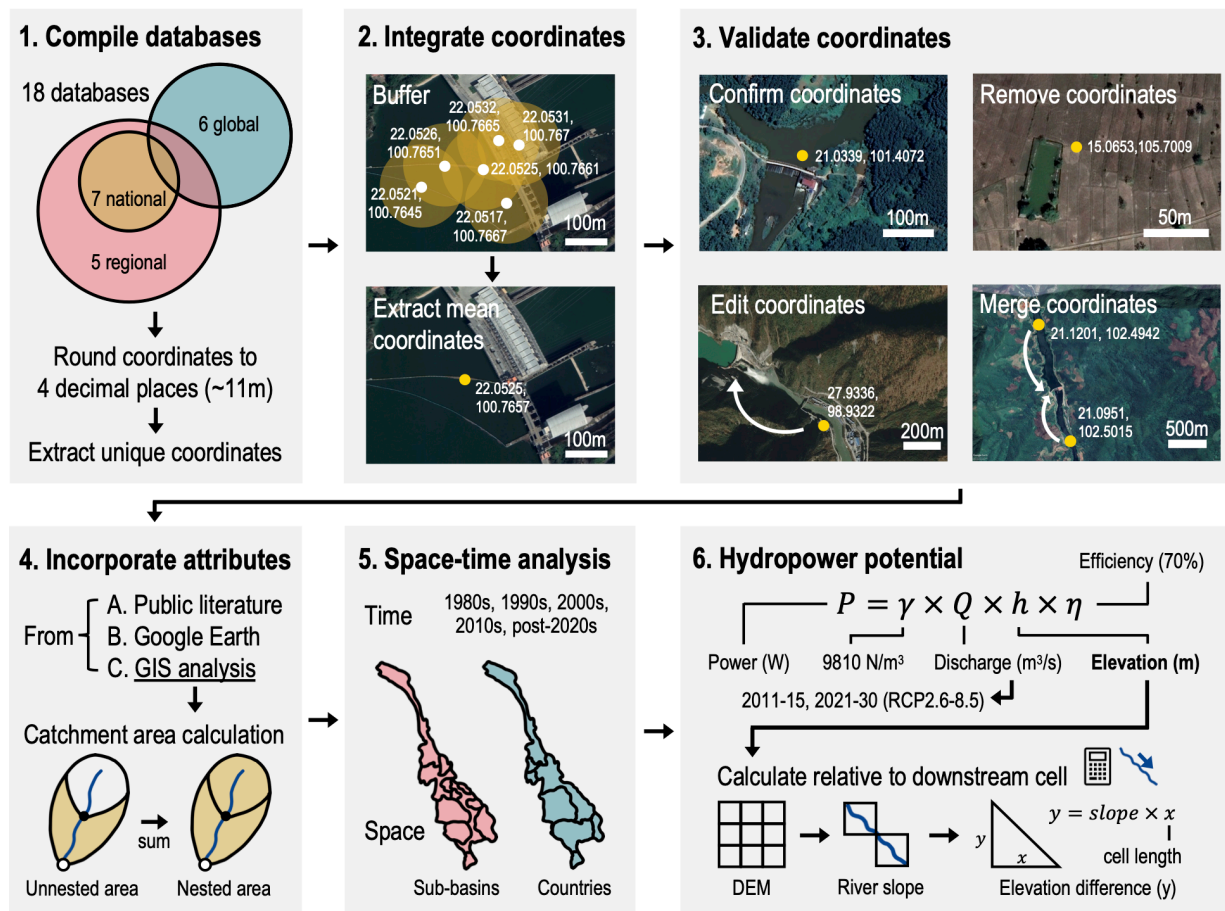 1. Compile databases
18 databases
6 global
7 national
5 regional
Round coordinates to
4 decimal places (~11m)
Extract unique coordinates
2. Integrate coordinates
Buffer
22.0532,
100.7665
22.0531,
100.767
22.0526,
100.7651
22.0525, 100.7661
22.0521,
100.7645
22.0517,
100.7667
100m
Extract mean
coordinates
22.0525,
100.7657
100m
3. Validate coordinates
Confirm coordinates
21.0339, 101.4072
100m
Remove coordinates
15.0653,105.7009
50m
Edit coordinates
27.9336,
98.9322
200m
Merge coordinates
21.1201, 102.4942
21.0951,
102.5015
500m
4. Incorporate attributes
From
A. Public literature
B. Google Earth
C. GIS analysis
Catchment area calculation
sum
Unnested area
Nested area
5. Space-time analysis
Time
1980s, 1990s, 2000s,
2010s, post-2020s
Space
Sub-basins
Countries
6. Hydropower potential
Efficiency (70%)
P = γ × Q × h × η
Power (W)
9810 N/m³
Discharge (m³/s)
Elevation (m)
2011-15, 2021-30 (RCP2.6-8.5)
Calculate relative to downstream cell
DEM
River slope
y
x
y = slope × x
cell length
Elevation difference (y)